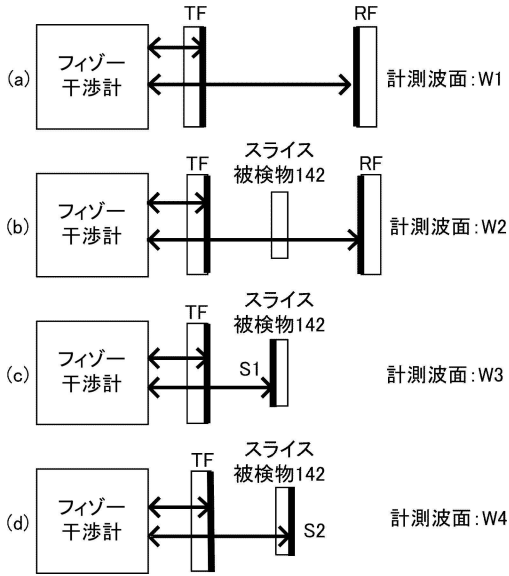 TF
RF
(a)
フィゾー
干渉計
計測波面:W1
スライス
被検物142
TF
RF
(b)
フィゾー
干渉計
計測波面:W2
スライス
被検物142
TF
S1
(c)
フィゾー
干渉計
計測波面:W3
スライス
被検物142
TF
(d)
フィゾー
干渉計
S2
計測波面:W4